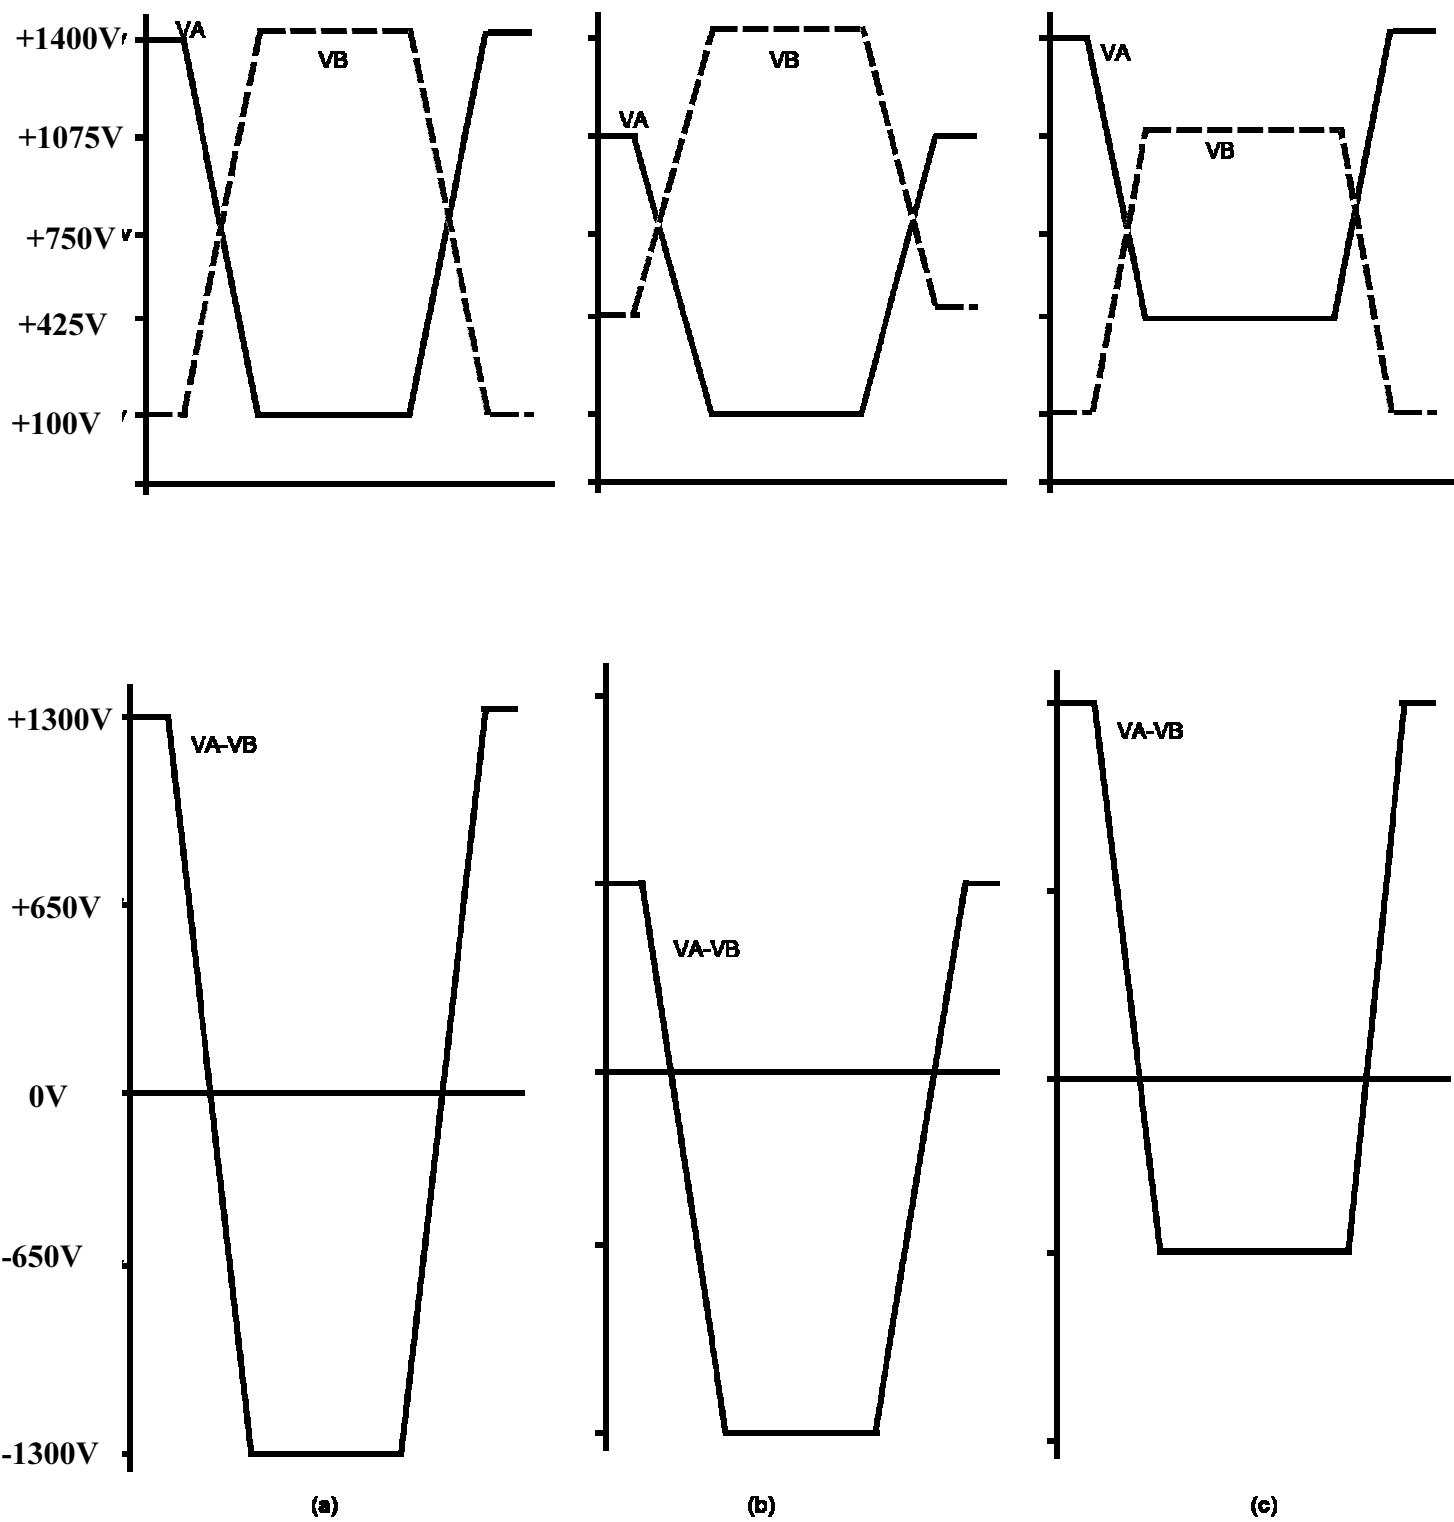 +1400V
VA
VB
+1075V
+750V
+425V
+100V
VA
VB
VA
VB
+1300V
VA-VB
+650V
0V
-650V
-1300V
VA-VB
VA-VB
(a)
(b)
(c)